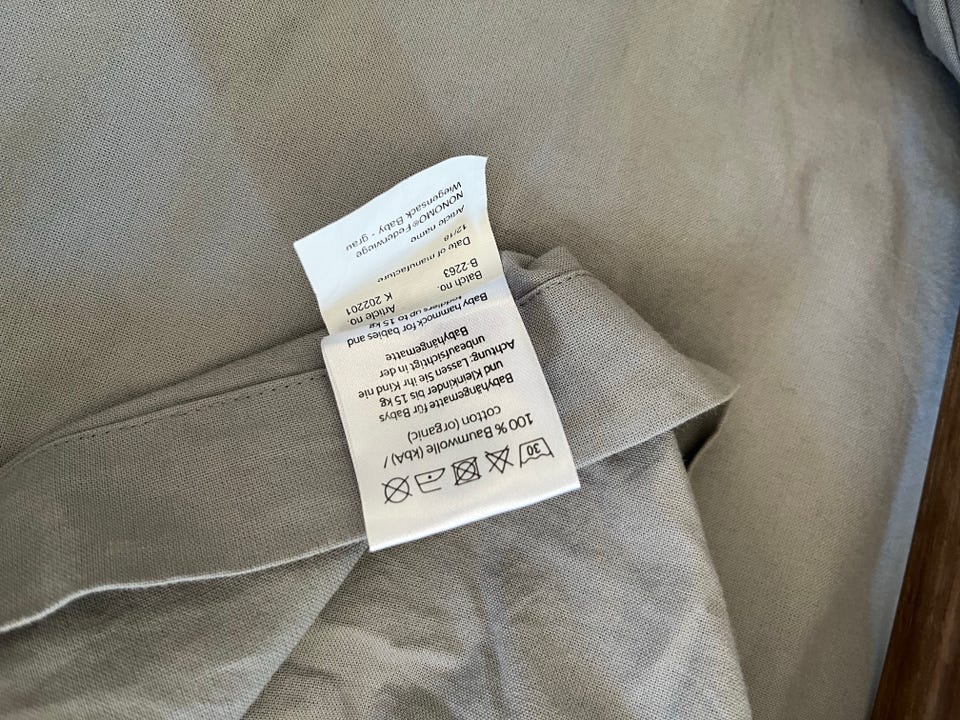 30
100 % Baumwolle (kbA)/
cotton (organic)
Babyhängematte für Babys
und Kleinkinder bis 15 kg
Achtung: Lassen Sie ihr Kind nie
unbeaufsichtigt in der
Babyhängematte
Baby hammock for babies and
toddlers up to 15 kg
Batch no. Aricle no.
B-2263 K 202201
Date of manufacture
12/18
Aricle name
NONOMO®Federwiege
Wiegensack Baby - grau